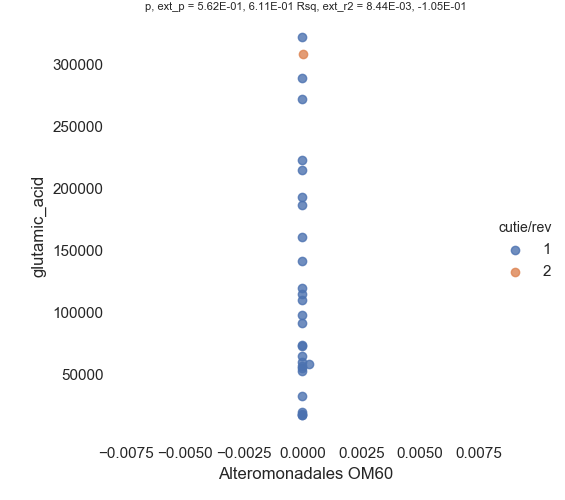 p, ext_p = 5.62E-01, 6.11E-01 Rsq, ext_r2 = 8.44E-03, -1.05E-01
300000
250000
200000
150000
100000
50000
glutamic_acid
cutie/rev
1
2
−0.0075 −0.0050 −0.0025 0.0000 0.0025 0.0050 0.0075
Alteromonadales OM60